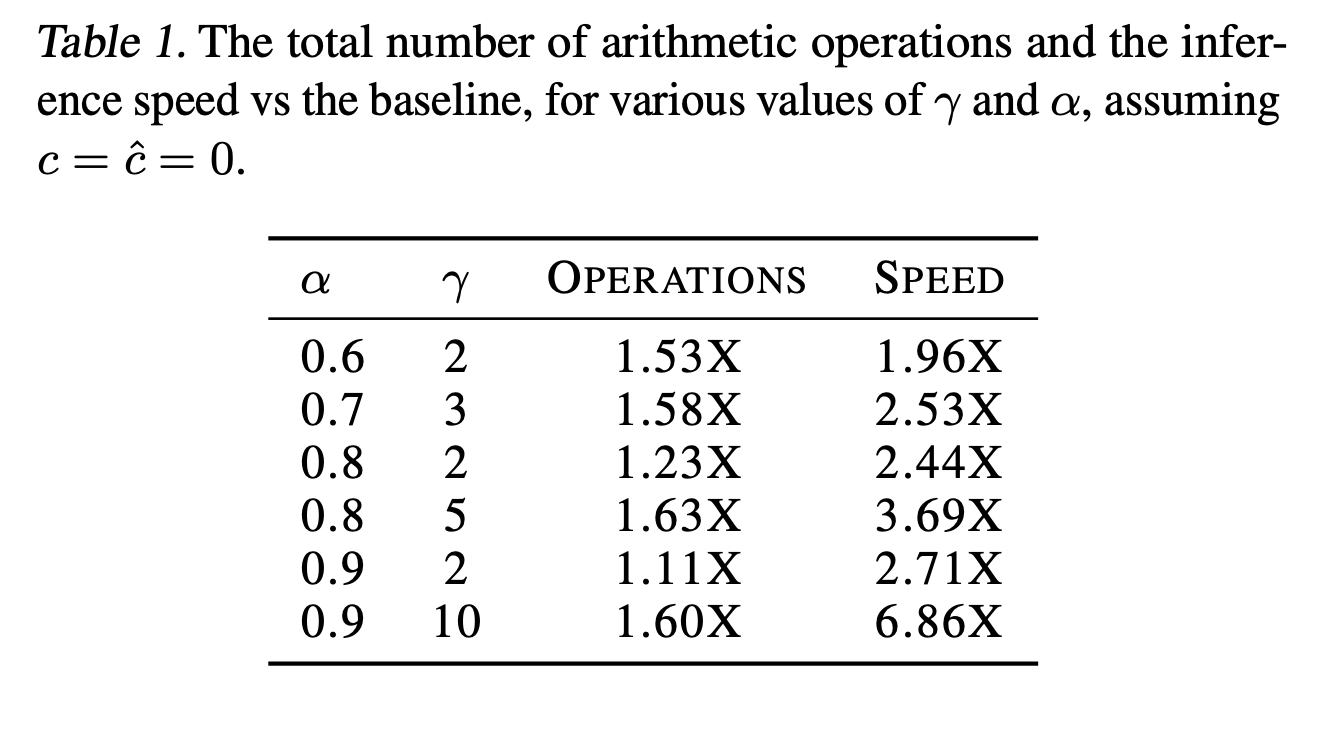 Table 1. The total number of arithmetic operations and the infer-
ence speed vs the baseline, for various values of γ and α, assuming
c = ĉ = 0.
α γ OPERATIONS SPEED
0.6 2 1.53X 1.96X
0.7 3 1.58X 2.53X
0.8 2 1.23X 2.44X
0.8 5 1.63X 3.69X
0.9 2 1.11X 2.71X
0.9 10 1.60X 6.86X